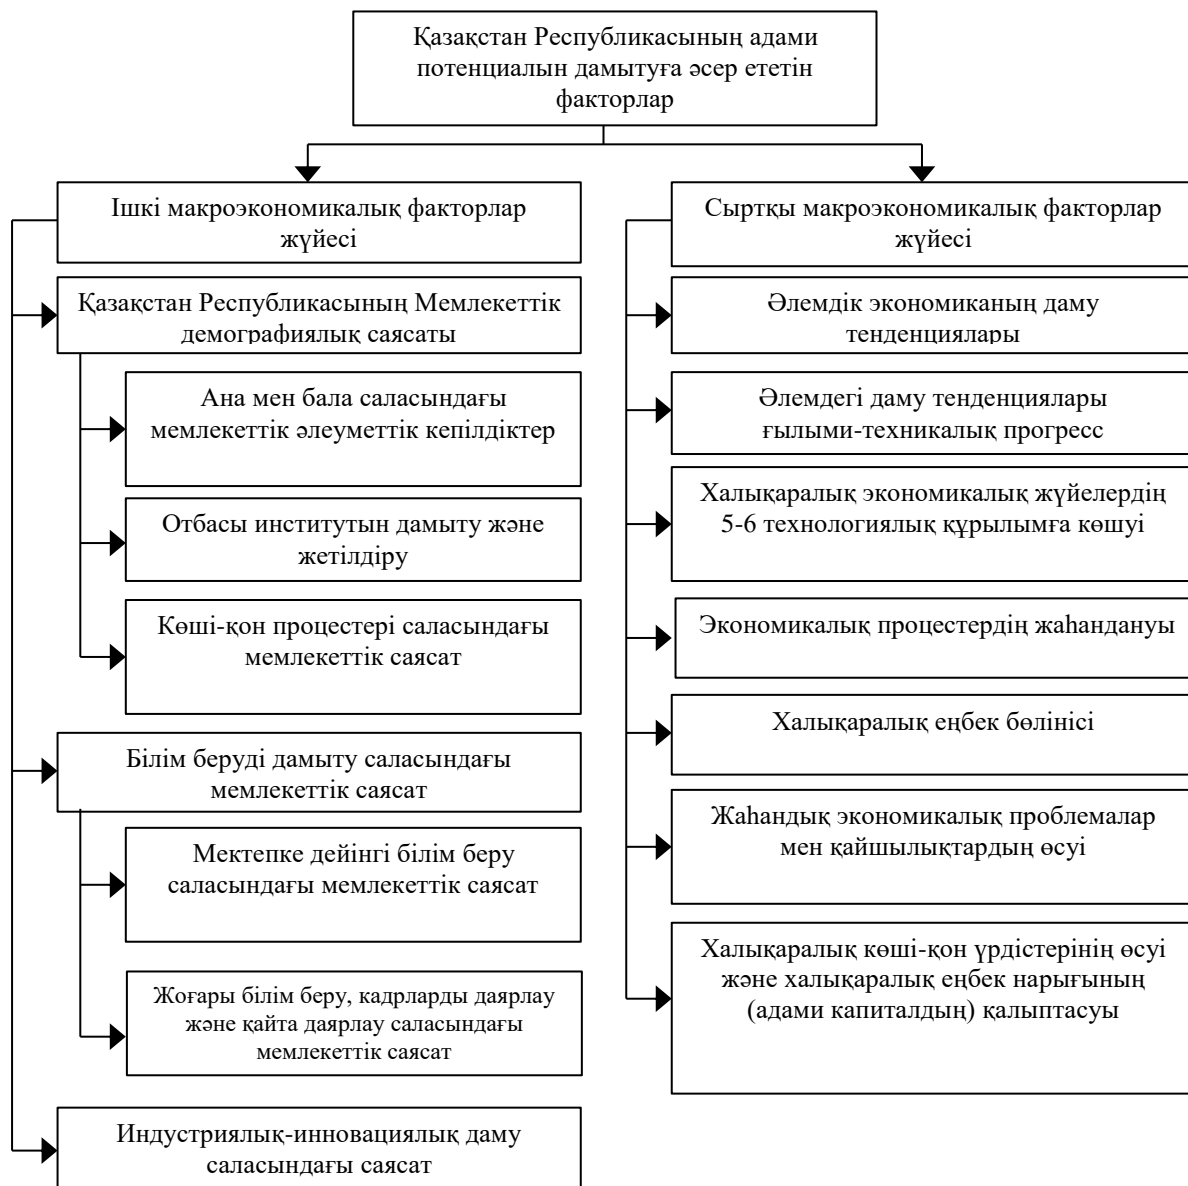 Қазақстан Республикасының адами
потенциалын дамытуға әсер ететін
факторлар
Ішкі макроэкономикалық факторлар
жүйесі
Қазақстан Республикасының Мемлекеттік
демографиялық саясаты
Ана мен бала саласындағы
мемлекеттік әлеуметтік кепілдіктер
Отбасы институтын дамыту және
жетілдіру
Көші-қон процестері саласындағы
мемлекеттік саясат
Білім беруді дамыту саласындағы
мемлекеттік саясат
Мектепке дейінгі білім беру
саласындағы мемлекеттік саясат
Жоғары білім беру, кадрларды даярлау
және қайта даярлау саласындағы
мемлекеттік саясат
Индустриялық-инновациялық даму
саласындағы саясат
Сыртқы макроэкономикалық факторлар
жүйесі
Әлемдік экономиканың даму
тенденциялары
Әлемдегі даму тенденциялары
ғылыми-техникалық прогресс
Халықаралық экономикалық жүйелердің
5-6 технологиялық құрылымға көшуі
Экономикалық процестердің жаһандануы
Халықаралық еңбек бөлінісі
Жаһандық экономикалық проблемалар
мен қайшылықтардың өсуі
Халықаралық көші-қон үрдістерінің өсуі
және халықаралық еңбек нарығының
(адами капиталдың) қалыптасуы